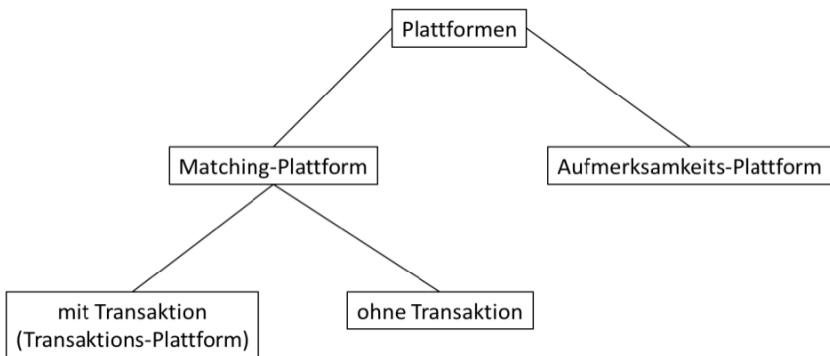 Plattformen
Matching-Plattform
Aufmerksamkeits-Plattform
mit Transaktion
(Transaktions-Plattform)
ohne Transaktion